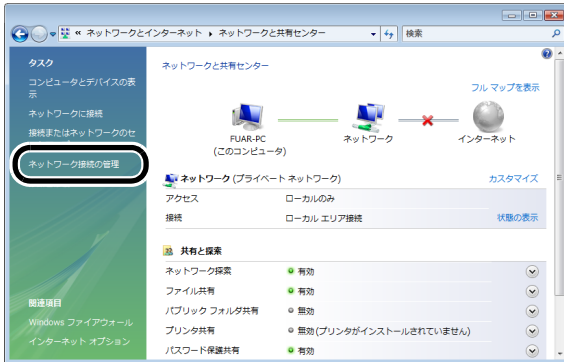 « ネットワークとインターネット ▸ ネットワークと共有センター
検索
タスク
コンピュータとデバイスの表
示
ネットワークに接続
接続またはネットワークのセ
ネットワーク接続の管理
関連項目
Windows ファイアウォール
インターネット オプション
ネットワークと共有センター
フル マップを表示
FUAR-PC
(このコンピュータ)
ネットワーク
インターネット
ネットワーク (プライベート ネットワーク)
カスタマイズ
アクセス ローカルのみ
接続 ローカル エリア接続 状態の表示
共有と探索
ネットワーク探索 有効
ファイル共有 有効
パブリック フォルダ共有 無効
プリンタ共有 無効(プリンタがインストールされていません)
パスワード保護共有 有効